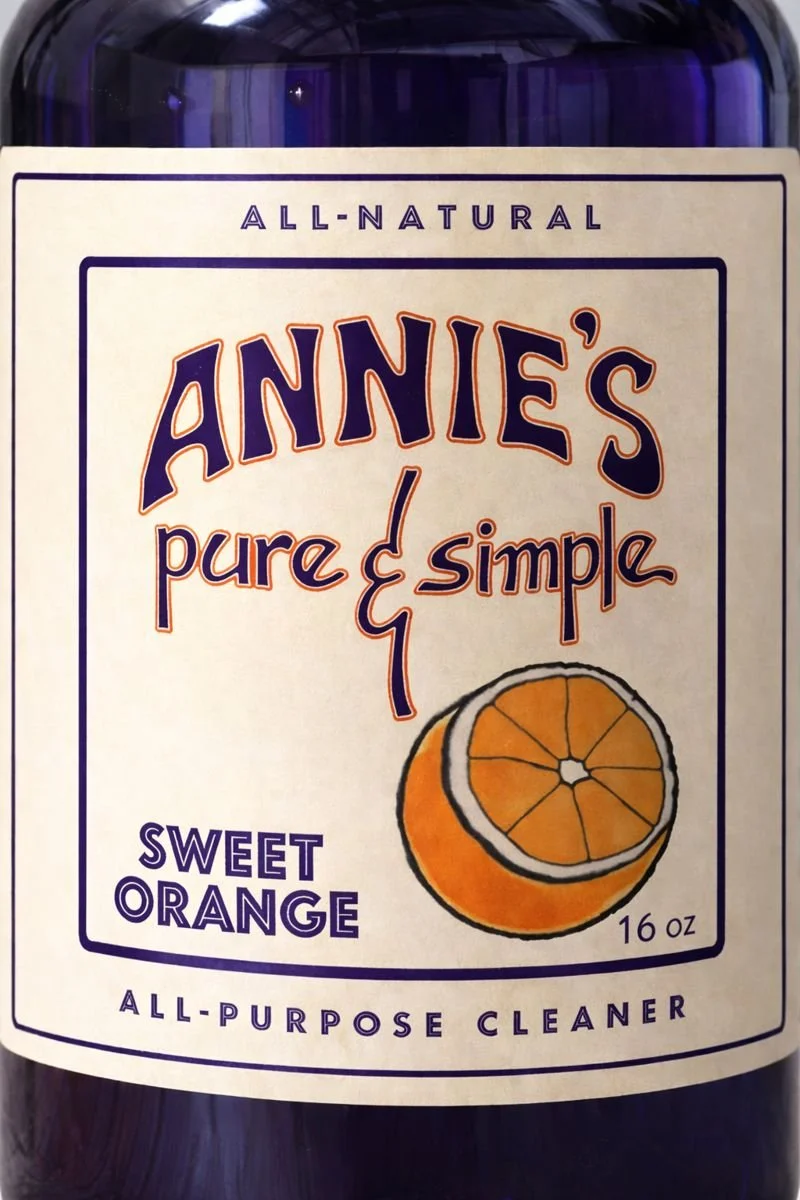 ALL-NATURAL
ANNIE'S
pure & simple
SWEET
ORANGE
16 oz
ALL-PURPOSE CLEANER